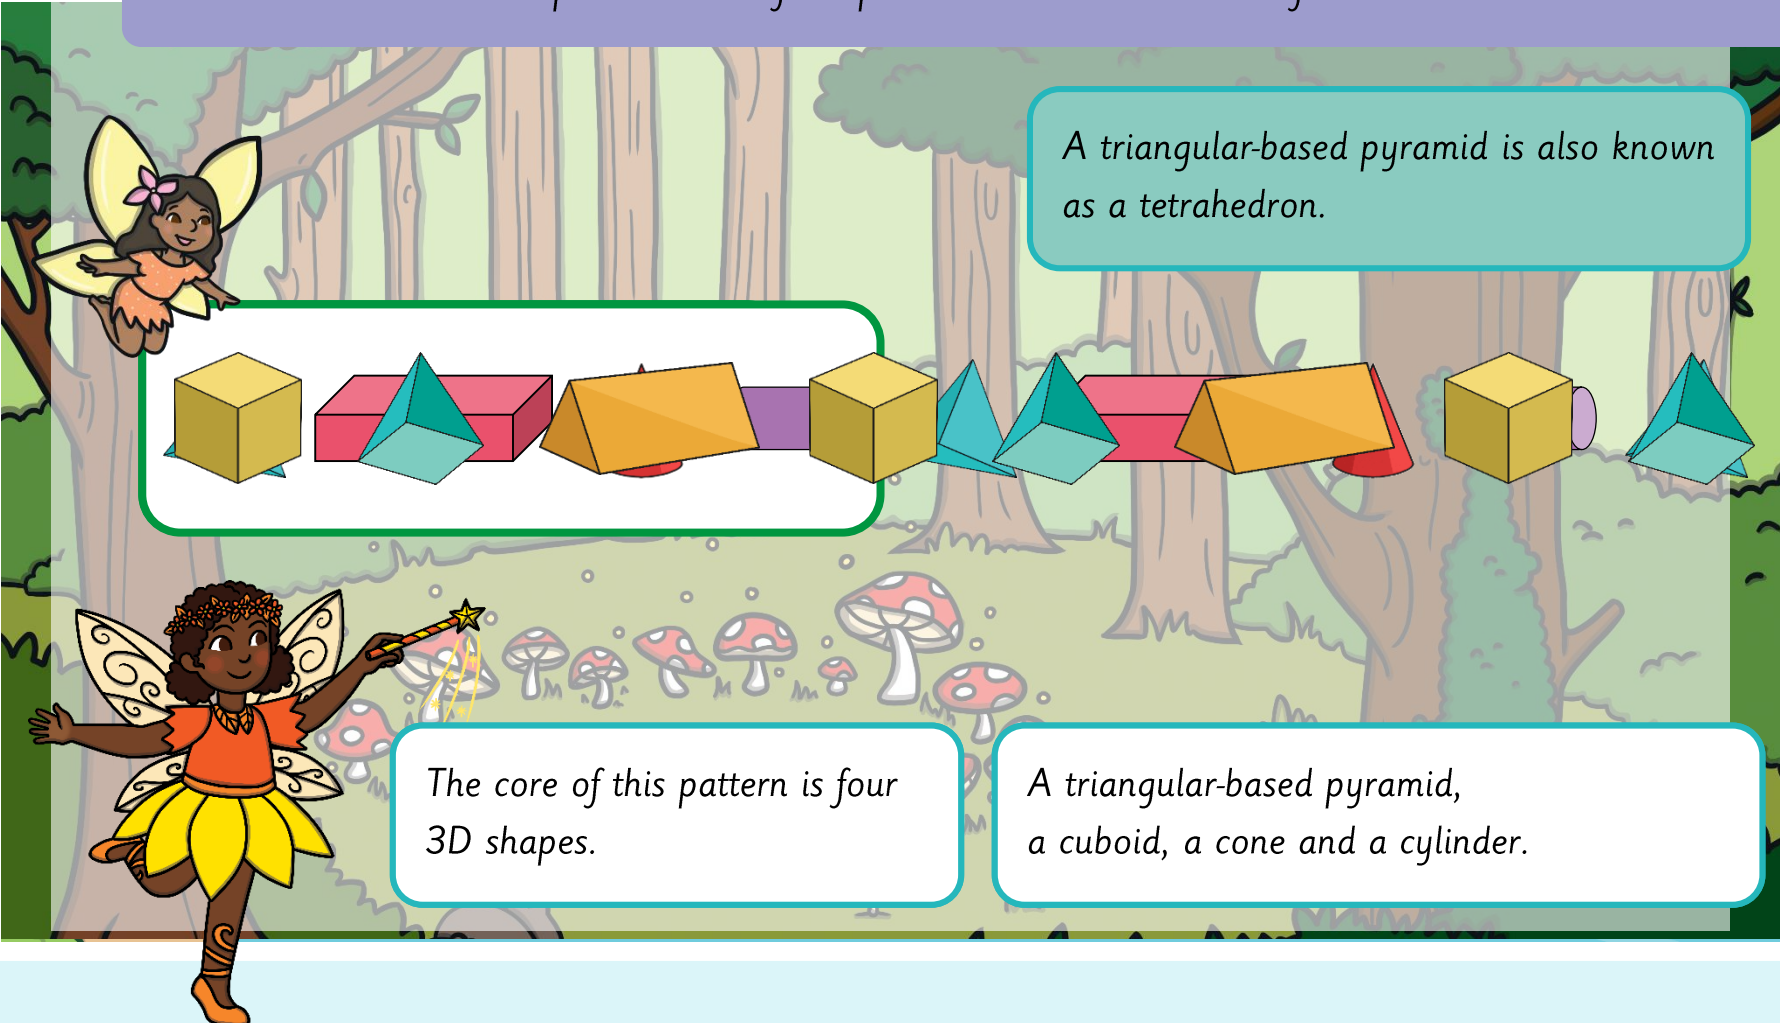 A triangular-based pyramid is also known
as a tetrahedron.
The core of this pattern is four
3D shapes.
A triangular-based pyramid,
a cuboid, a cone and a cylinder.